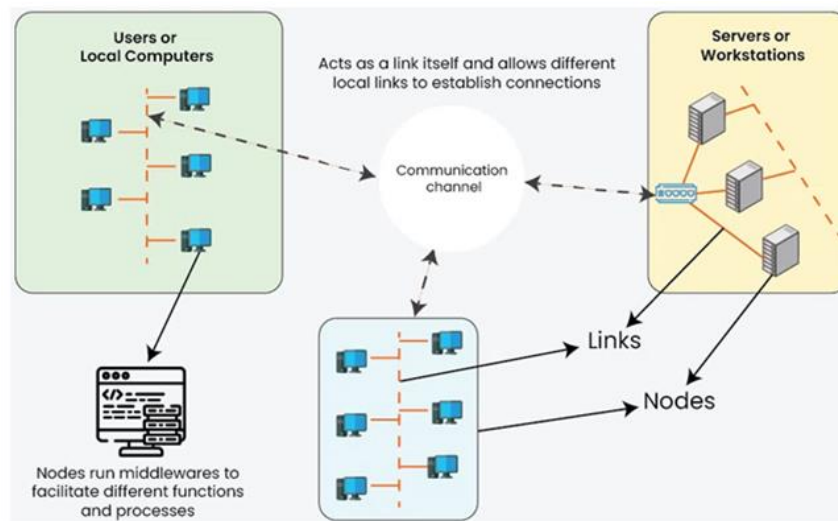 Users or
Local Computers
Acts as a link itself and allows different
local links to establish connections
Servers or
Workstations
Communication
channel
Links
Nodes
Nodes run middlewares to
facilitate different functions
and processes